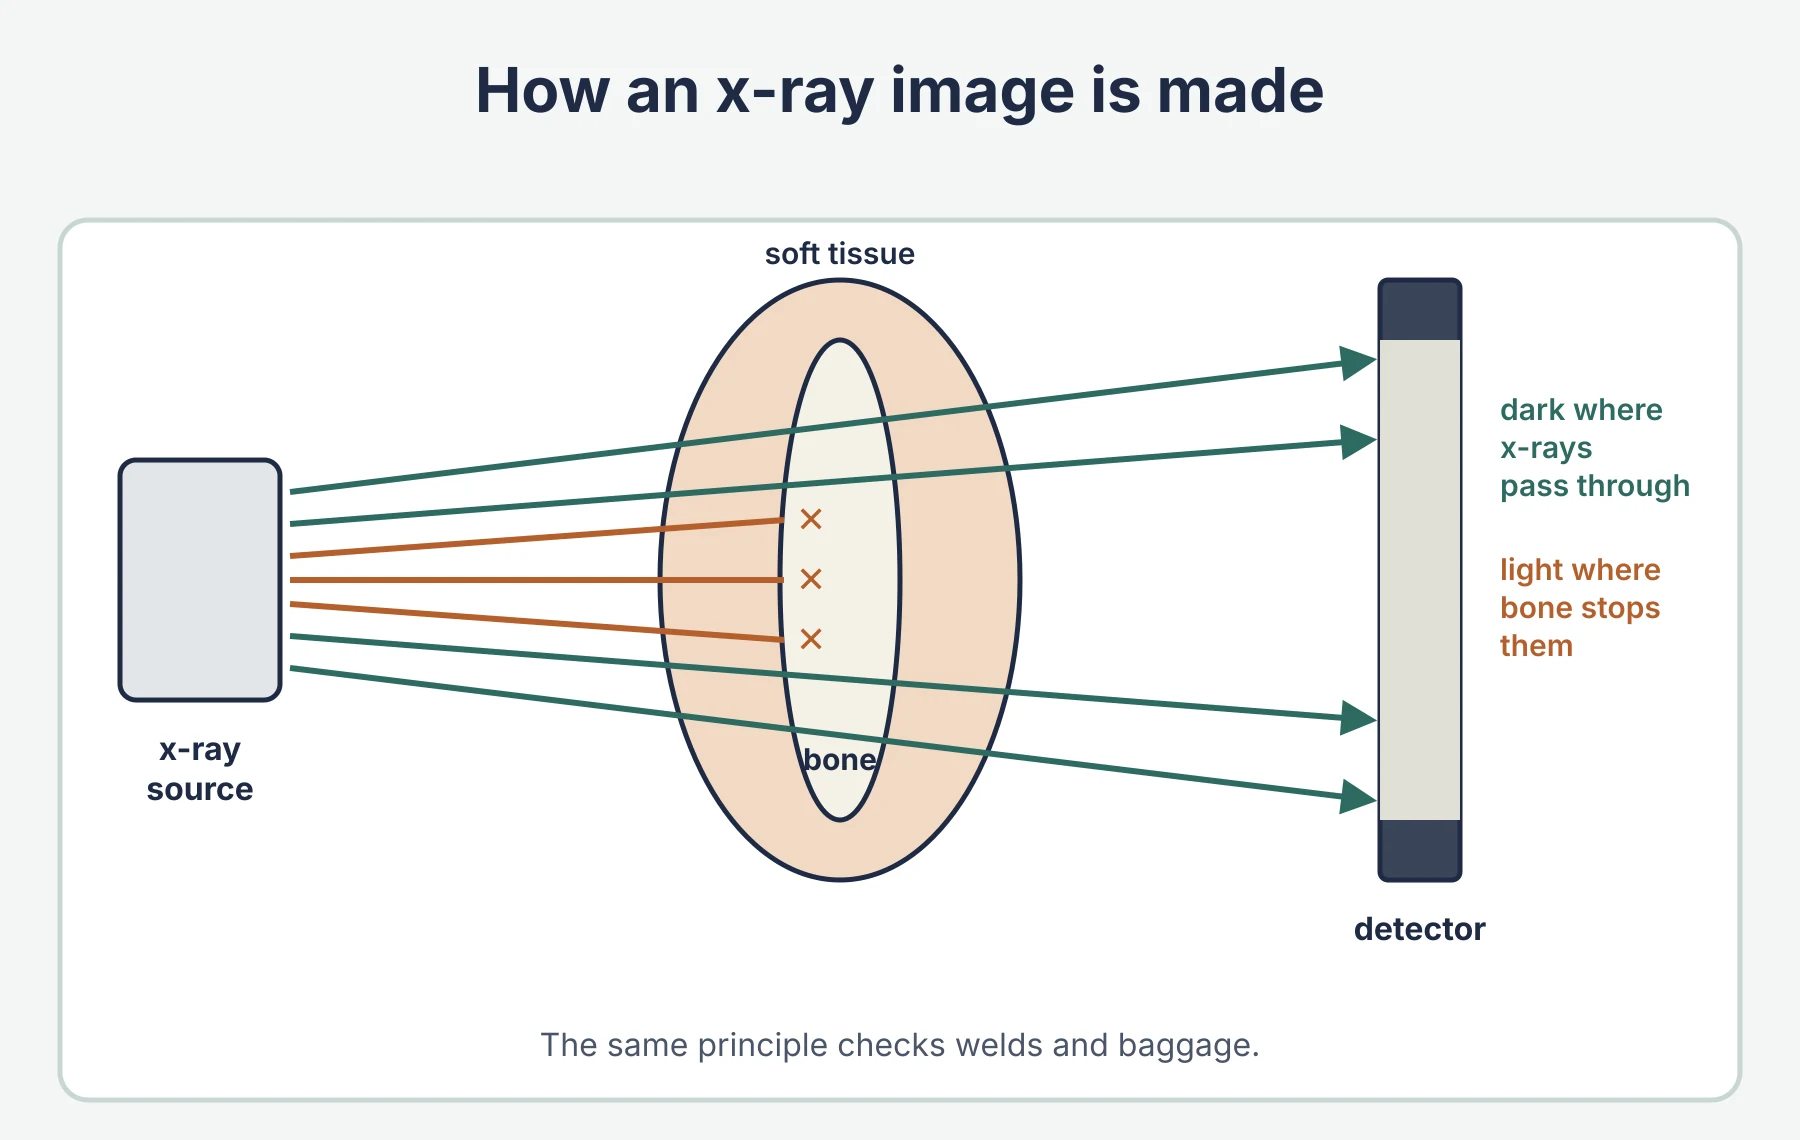 How an x-ray image is made
soft tissue
dark where
x-rays
pass through
light where
bone stops
them
x-ray
source
bone
detector
The same principle checks welds and baggage.